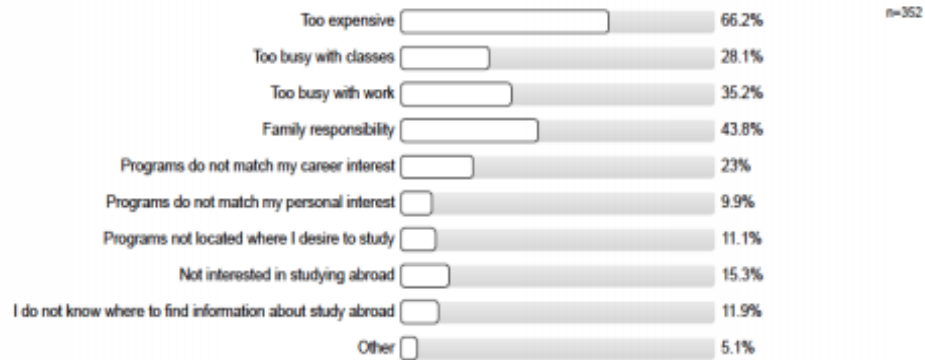 n=352
Too expensive 66.2%
Too busy with classes 28.1%
Too busy with work 35.2%
Family responsibility 43.8%
Programs do not match my career interest 23%
Programs do not match my personal interest 9.9%
Programs not located where I desire to study 11.1%
Not interested in studying abroad 15.3%
I do not know where to find information about study abroad 11.9%
Other 5.1%